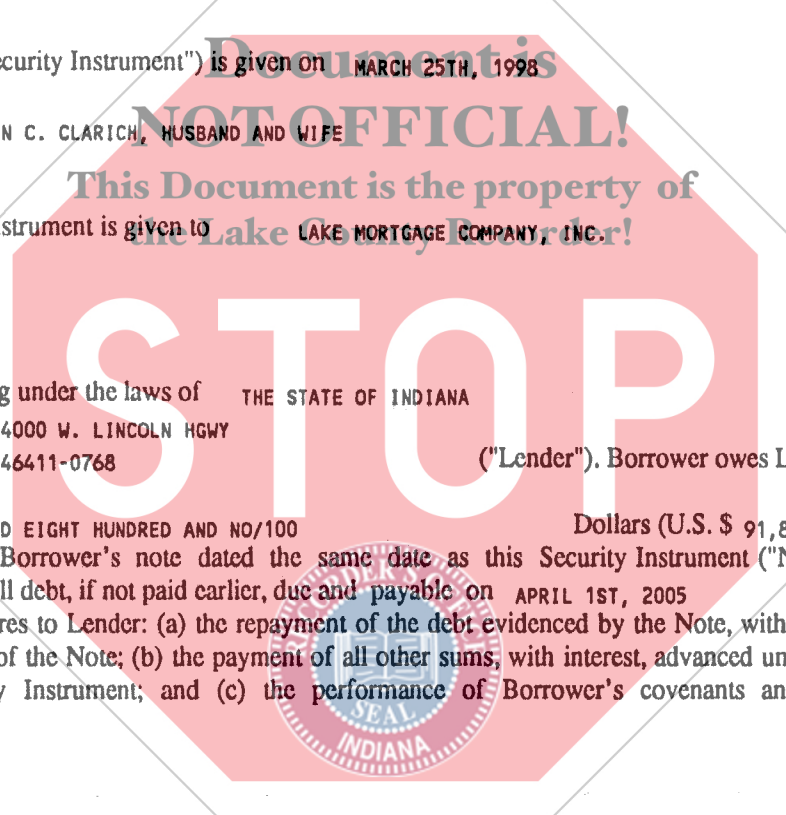 ecurity Instrument") is given on MARCH 25TH, 1998
Document is
N C. CLARICH, HUSBAND AND WIFE
NOT OFFICIAL!
This Document is the property of
strument is given to LAKE MORTGAGE COMPANY, INC.
the Lake County Recorder!
STOP
g under the laws of THE STATE OF INDIANA
4000 W. LINCOLN HGWY
46411-0768 ("Lender"). Borrower owes L
D EIGHT HUNDRED AND NO/100 Dollars (U.S. $ 91,8
Borrower's note dated the same date as this Security Instrument ("N
ll debt, if not paid earlier, due and payable on APRIL 1ST, 2005
res to Lender: (a) the repayment of the debt evidenced by the Note, with
of the Note; (b) the payment of all other sums, with interest, advanced un
y Instrument; and (c) the performance of Borrower's covenants an
RECORDER'S
SEAL
INDIANA